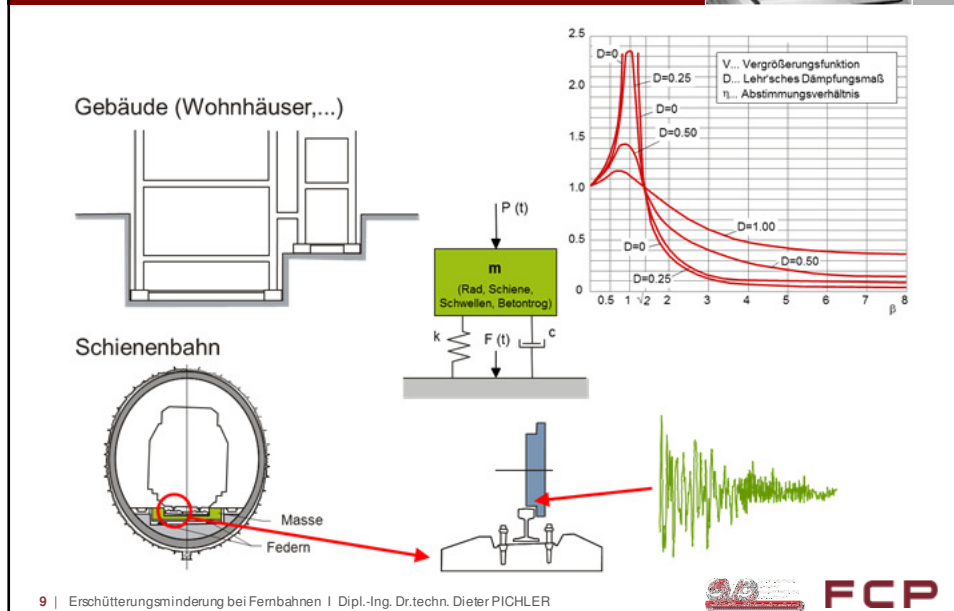 Gebäude (Wohnhäuser,...)
Schienenbahn
Masse
Federn
P (t)
m
(Rad, Schiene,
Schwellen, Betontrog)
k
F (t)
c
2.5
2.0
1.5
1.0
0.5
0
D=0
D=0.25
D=0
D=0.50
V... Vergrößerungsfunktion
D... Lehr'sches Dämpfungsmaß
η... Abstimmungsverhältnis
D=1.00
D=0.50
D=0
D=0.25
0.5 1 √2 2 3 4 5 6 7 8
β
9 | Erschütterungsminderung bei Fernbahnen I Dipl.-Ing. Dr.techn. Dieter PICHLER
FCP